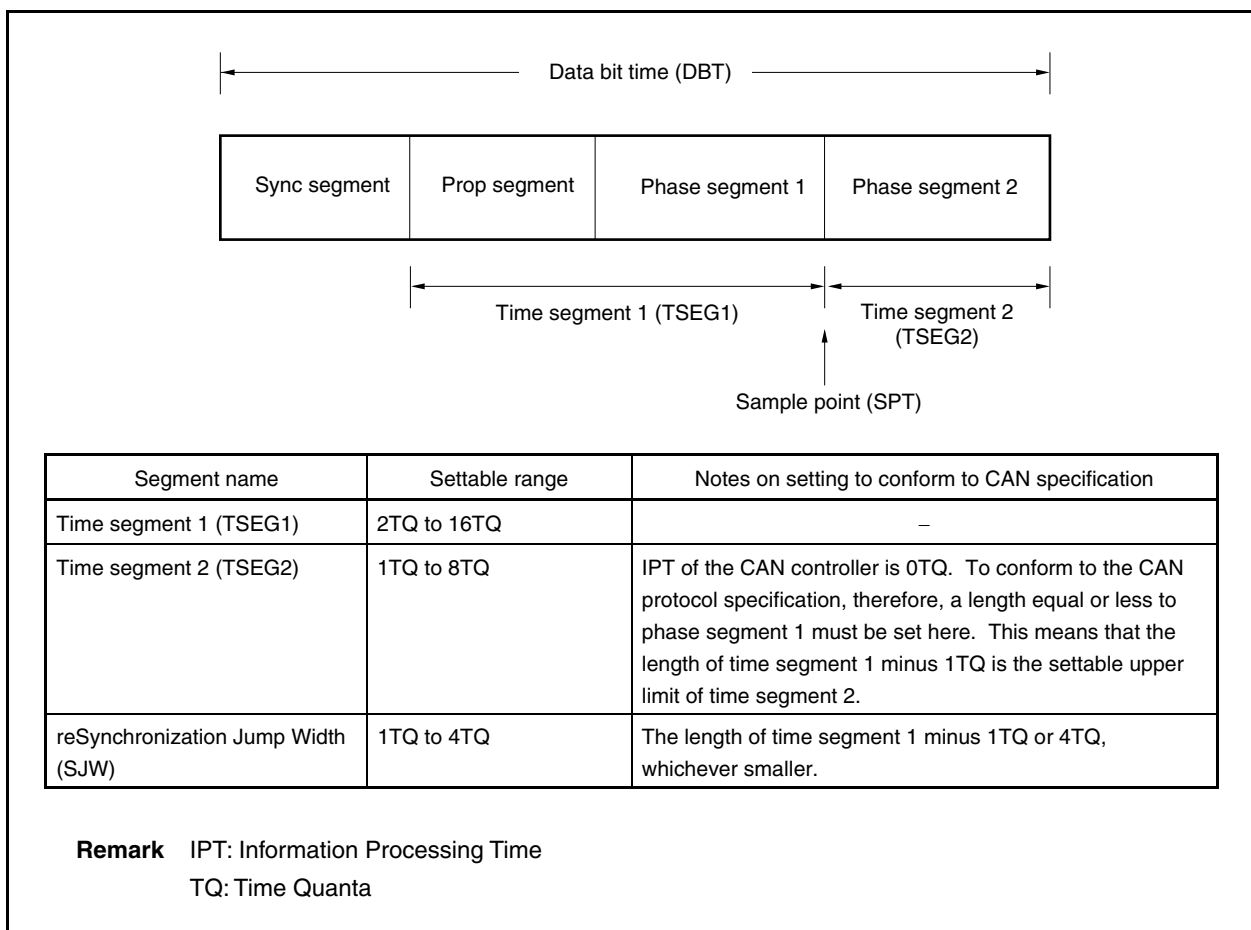 Data bit time (DBT)
Sync segment
Prop segment
Phase segment 1
Phase segment 2
Time segment 1 (TSEG1)
Time segment 2
(TSEG2)
Sample point (SPT)
Segment name
Settable range
Notes on setting to conform to CAN specification
Time segment 1 (TSEG1)
2TQ to 16TQ
–
Time segment 2 (TSEG2)
1TQ to 8TQ
IPT of the CAN controller is 0TQ. To conform to the CAN
protocol specification, therefore, a length equal or less to
phase segment 1 must be set here. This means that the
length of time segment 1 minus 1TQ is the settable upper
limit of time segment 2.
reSynchronization Jump Width
(SJW)
1TQ to 4TQ
The length of time segment 1 minus 1TQ or 4TQ,
whichever smaller.
Remark IPT: Information Processing Time
TQ: Time Quanta